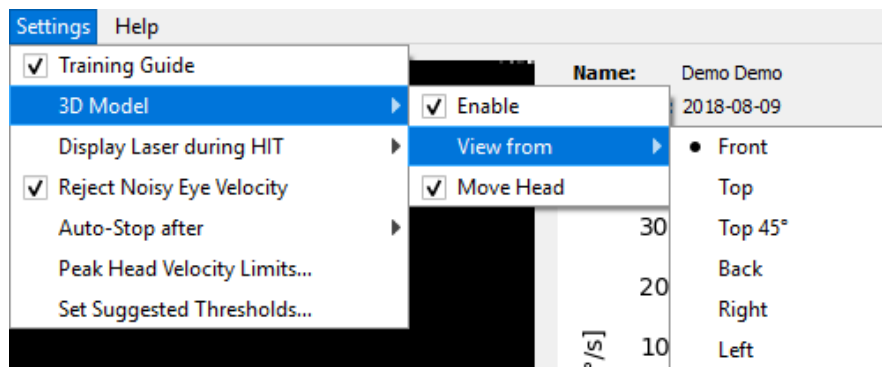 Settings Help
Training Guide
Name: Demo Demo
3D Model
Enable
2018-08-09
Display Laser during HIT
View from
Front
Reject Noisy Eye Velocity
Move Head
Top
Auto-Stop after
30
Top 45°
Peak Head Velocity Limits...
20
Back
Set Suggested Thresholds...
Right
10
Left
°/s]